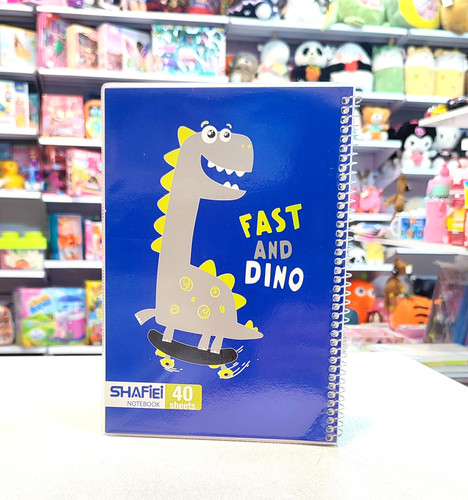 FAST
AND
DINO
SHAFiEi
NOTEBOOK
40
sheets